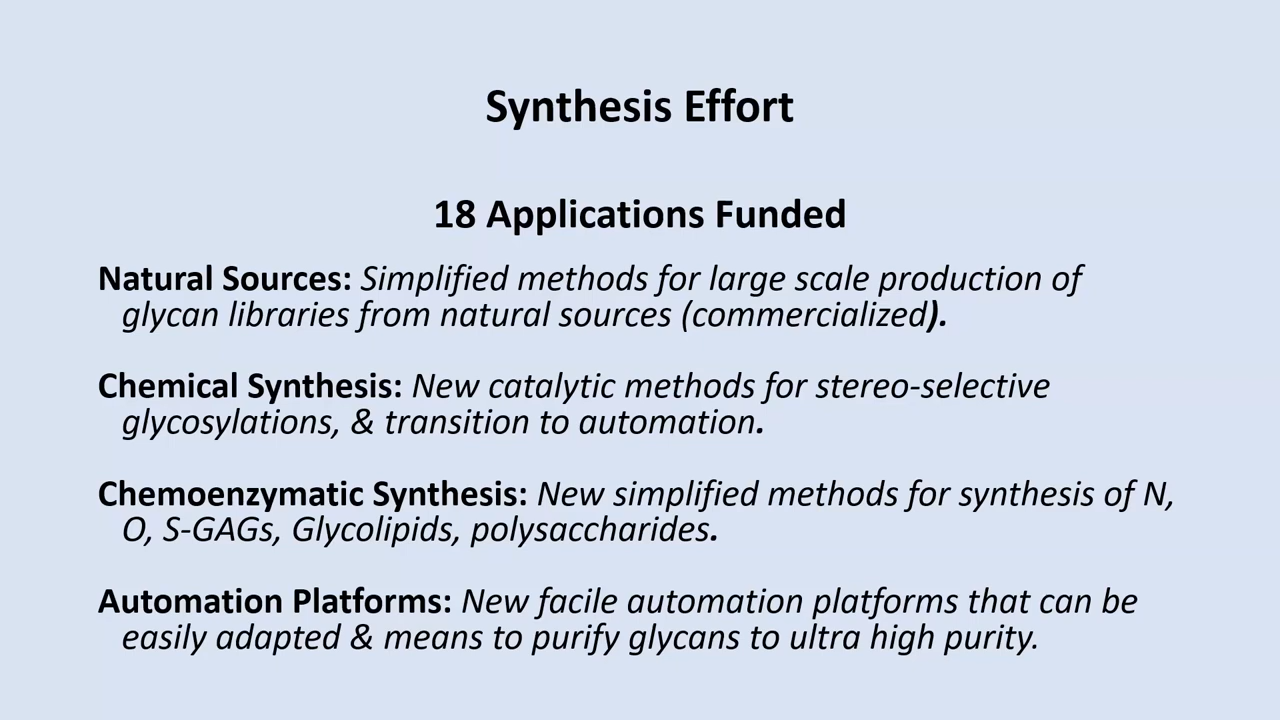 Synthesis Effort
18 Applications Funded
Natural Sources: Simplified methods for large scale production of
glycan libraries from natural sources (commercialized).
Chemical Synthesis: New catalytic methods for stereo-selective
glycosylations, & transition to automation.
Chemoenzymatic Synthesis: New simplified methods for synthesis of N,
O, S-GAGs, Glycolipids, polysaccharides.
Automation Platforms: New facile automation platforms that can be
easily adapted & means to purify glycans to ultra high purity.